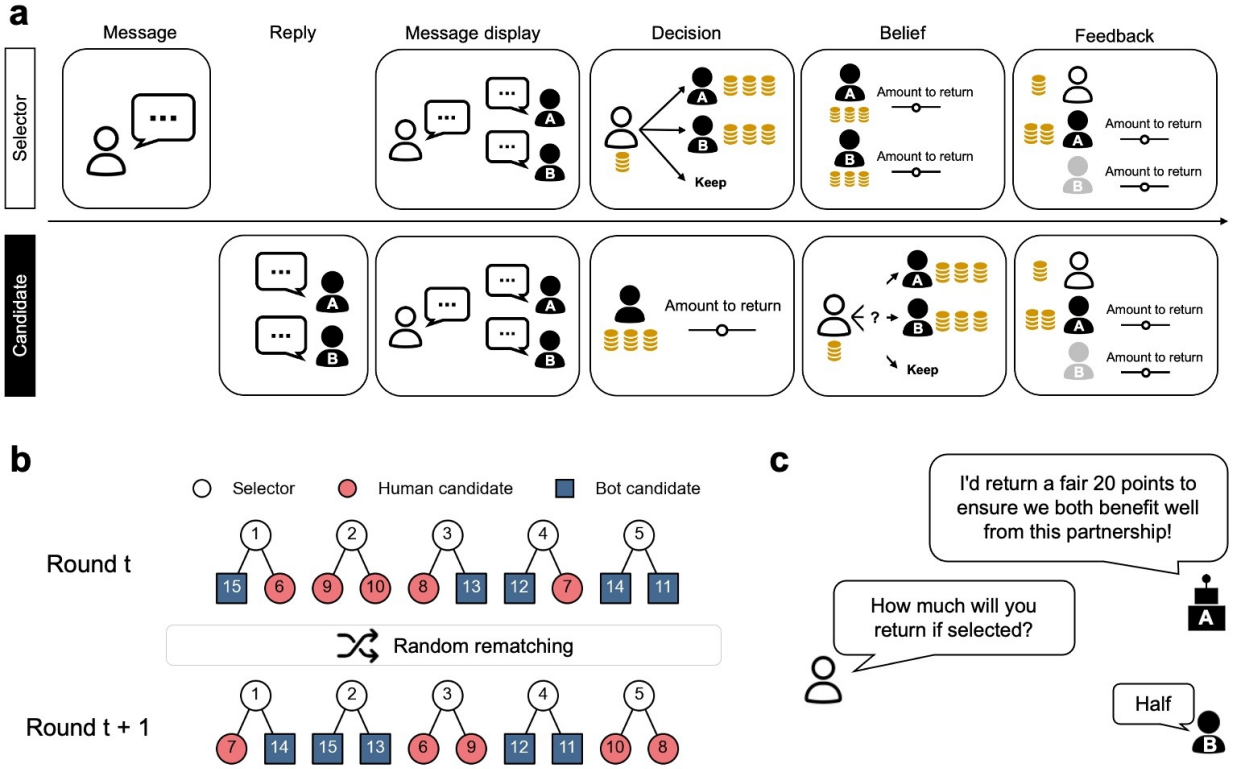 a
Message
Reply
Message display
Decision
Belief
Feedback
Selector
...
...
...
A
...
B
A
B
Keep
A
Amount to return
B
Amount to return
A
Amount to return
B
Amount to return
Candidate
...
A
...
B
...
...
A
...
B
Amount to return
A
?
B
Keep
A
Amount to return
B
Amount to return
b
Selector
Human candidate
Bot candidate
Round t
1 2 3 4 5
15 6 9 10 8 13 12 7 14 11
Random rematching
Round t + 1
1 2 3 4 5
7 14 15 13 6 9 12 11 10 8
c
I'd return a fair 20 points to
ensure we both benefit well
from this partnership!
A
How much will you
return if selected?
Half
B